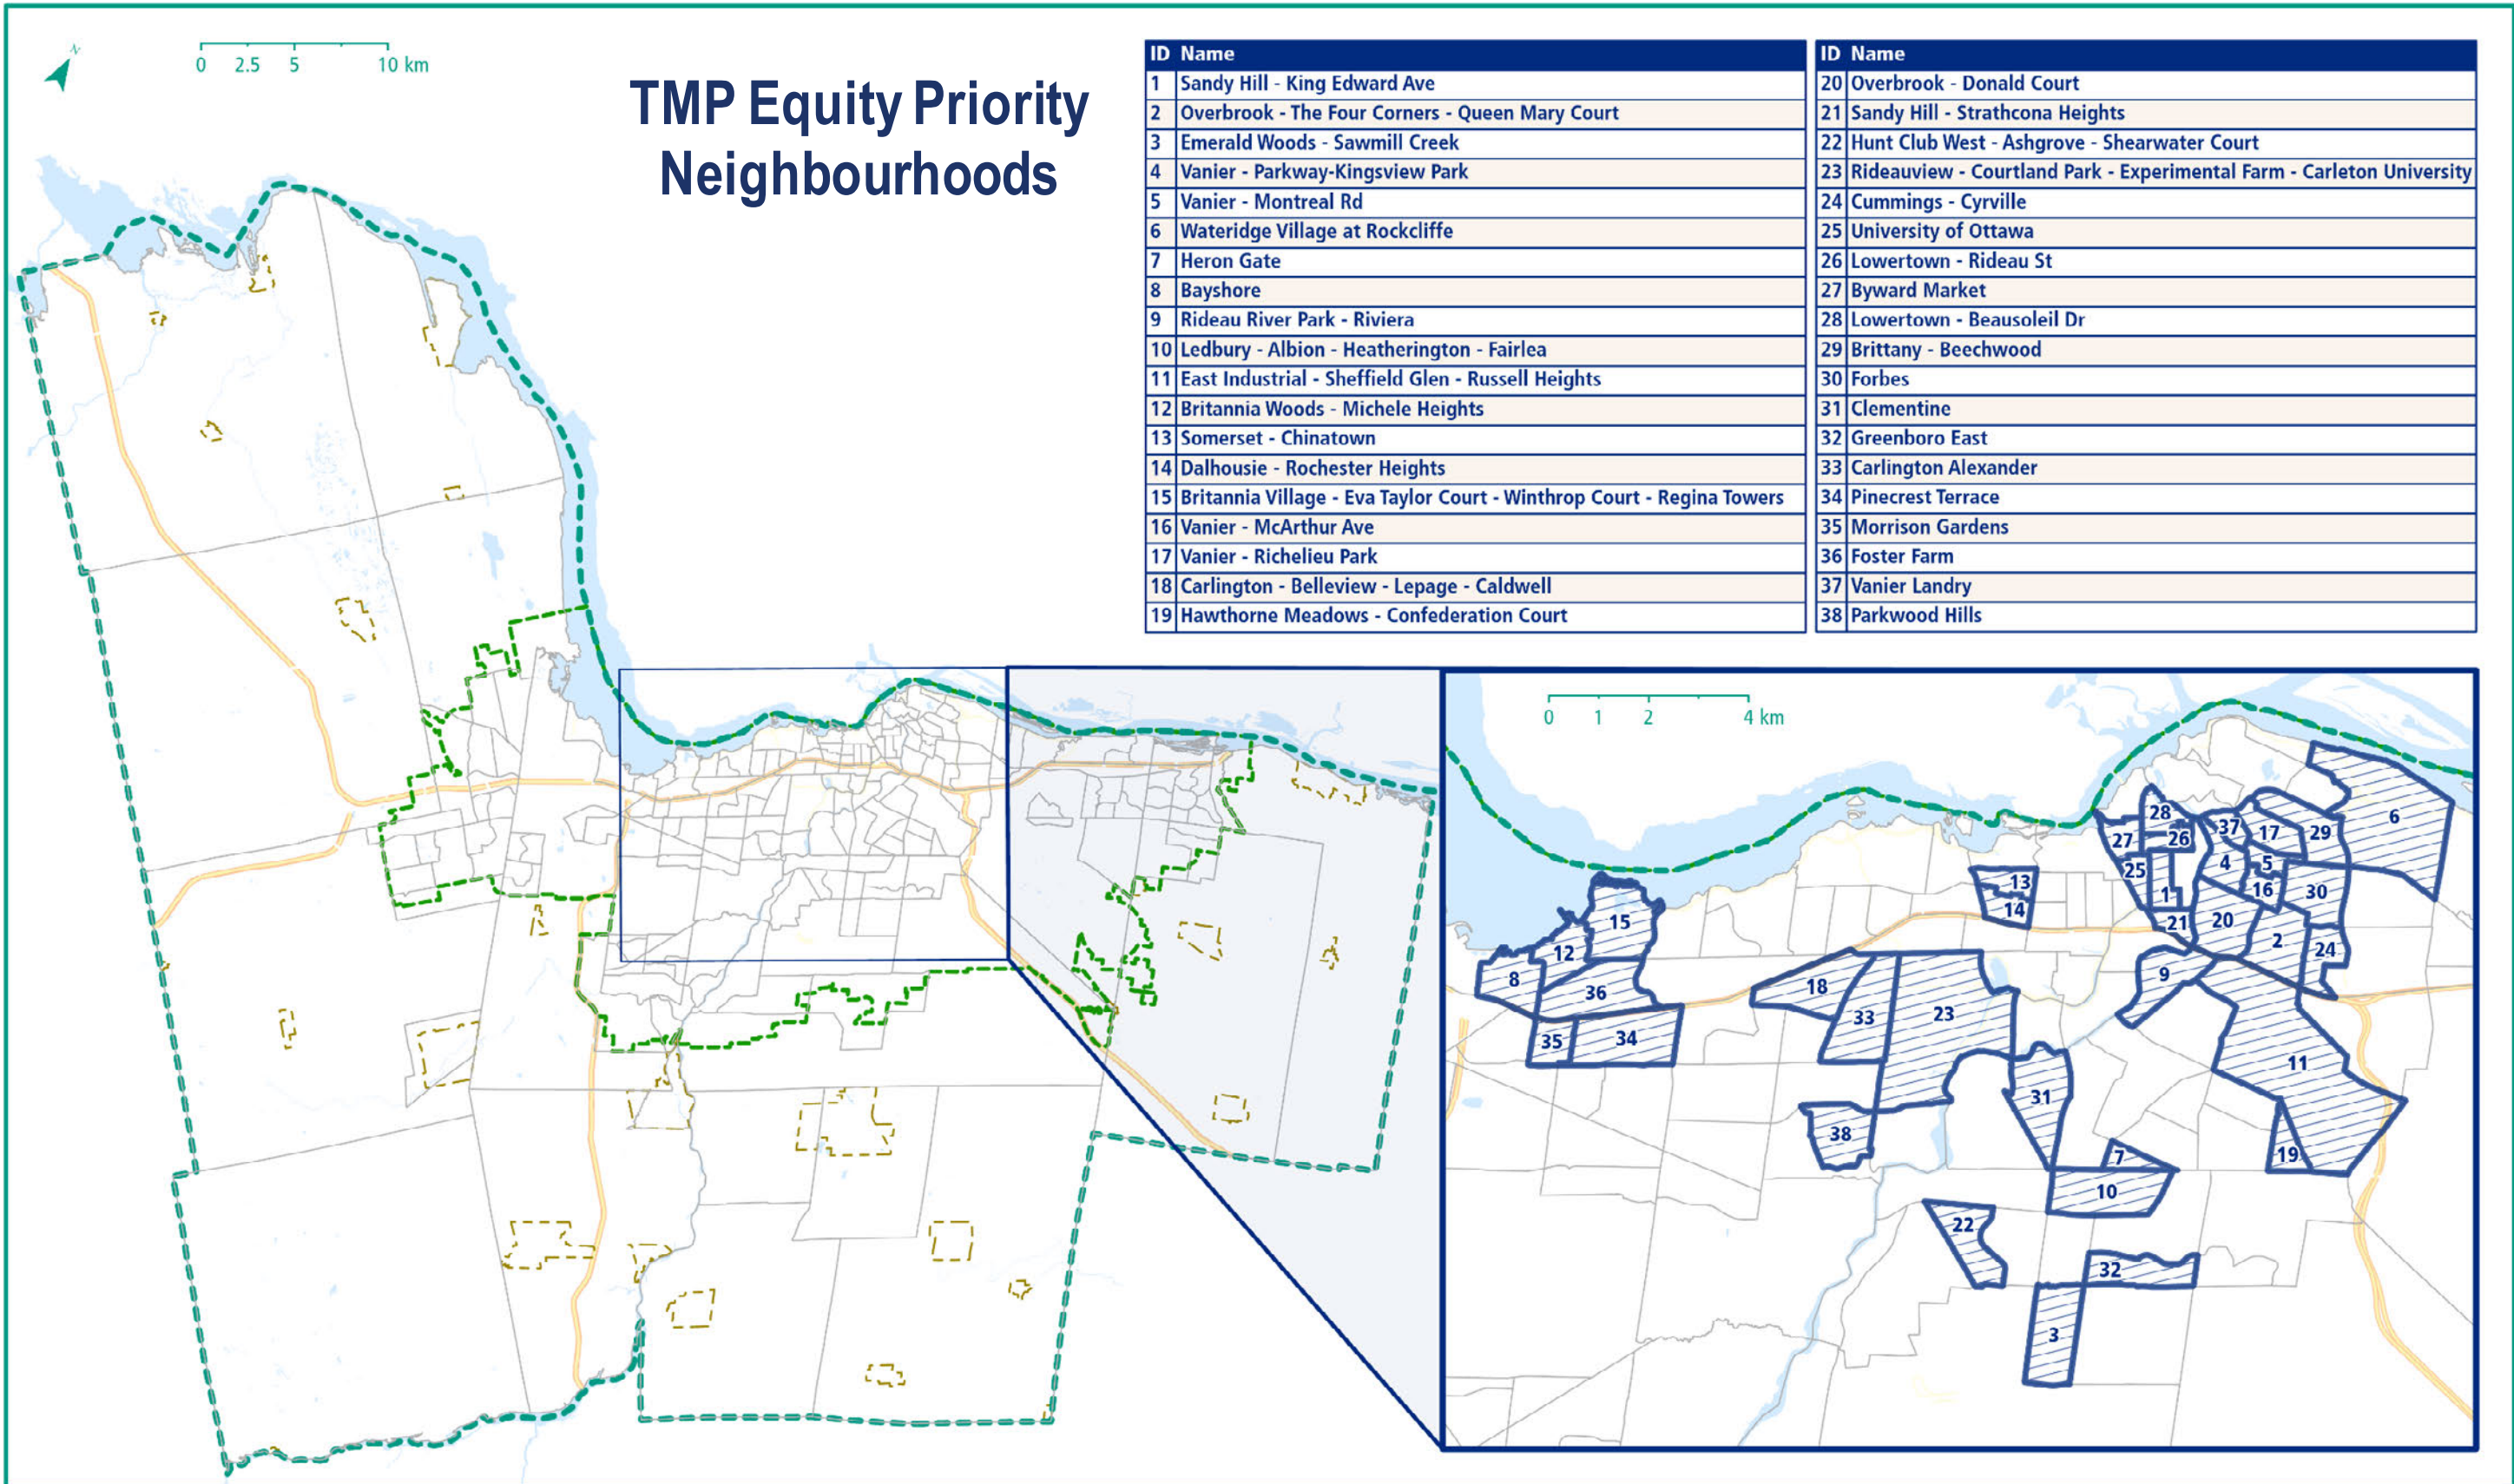 N
0 2.5 5 10 km
TMP Equity Priority
Neighbourhoods
ID Name
1 Sandy Hill - King Edward Ave
2 Overbrook - The Four Corners - Queen Mary Court
3 Emerald Woods - Sawmill Creek
4 Vanier - Parkway-Kingsview Park
5 Vanier - Montreal Rd
6 Wateridge Village at Rockcliffe
7 Heron Gate
8 Bayshore
9 Rideau River Park - Riviera
10 Ledbury - Albion - Heatherington - Fairlea
11 East Industrial - Sheffield Glen - Russell Heights
12 Britannia Woods - Michele Heights
13 Somerset - Chinatown
14 Dalhousie - Rochester Heights
15 Britannia Village - Eva Taylor Court - Winthrop Court - Regina Towers
16 Vanier - McArthur Ave
17 Vanier - Richelieu Park
18 Carlington - Belleview - Lepage - Caldwell
19 Hawthorne Meadows - Confederation Court
ID Name
20 Overbrook - Donald Court
21 Sandy Hill - Strathcona Heights
22 Hunt Club West - Ashgrove - Shearwater Court
23 Rideauview - Courtland Park - Experimental Farm - Carleton University
24 Cummings - Cyrville
25 University of Ottawa
26 Lowertown - Rideau St
27 Byward Market
28 Lowertown - Beausoleil Dr
29 Brittany - Beechwood
30 Forbes
31 Clementine
32 Greenboro East
33 Carlington Alexander
34 Pinecrest Terrace
35 Morrison Gardens
36 Foster Farm
37 Vanier Landry
38 Parkwood Hills
0 1 2 4 km
28
6
37
17
29
27
26
4
5
25
13
16
30
1
14
15
21
20
2
12
24
9
8
18
36
33
23
35
34
11
31
38
7
19
10
22
32
3